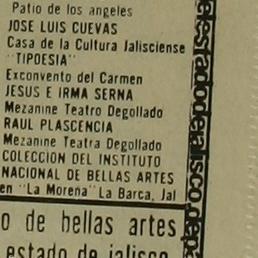 Patio de los angeles
JOSE LUIS CUEVAS
Casa de la Cultura Jalisciense
"TIPOESIA"
Exconvento del Carmen
JESUS E IRMA SERNA
Mezanine Teatro Degollado
RAUL PLASCENCIA
Mezanine Teatra Degollado
COLECCION DEL INSTITUTO
NACIONAL DE BELLAS ARTES
en "La Morena" La Barca, Jal
o de bellas artes
estado de jalisco
elestadodejalisco.depa